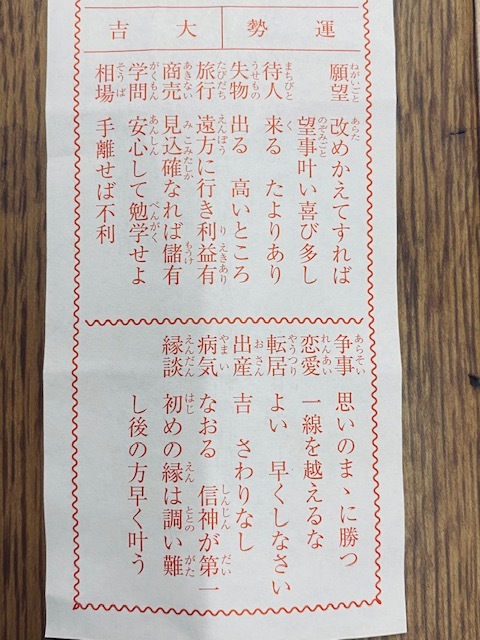 運勢 大吉
願望 改めかえてすれば
望事叶い喜び多し
待人 来る たよりあり
失物 出る 高いところ
旅行 遠方に行き利益有
商売 見込確なれば儲有
学問 安心して勉学せよ
相場 手離せば不利
争事 思いのまゝに勝つ
恋愛 一線を越えるな
転居 よい 早くしなさい
出産 吉 さわりなし
病気 なおる 信神が第一
縁談 初めの縁は調い難
し後の方早く叶う